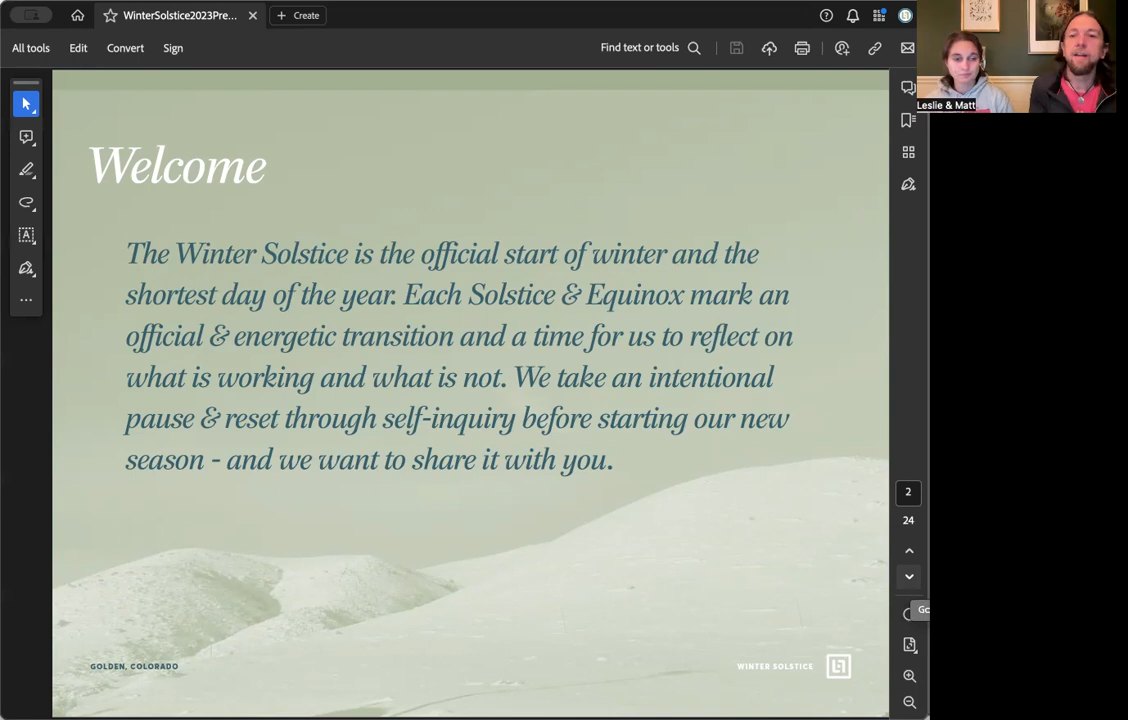 WinterSolstice2023Pre...
Create
All tools
Edit
Convert
Sign
Find text or tools
Leslie & Matt
Welcome
The Winter Solstice is the official start of winter and the
shortest day of the year. Each Solstice & Equinox mark an
official & energetic transition and a time for us to reflect on
what is working and what is not. We take an intentional
pause & reset through self-inquiry before starting our new
season - and we want to share it with you.
2
24
GOLDEN, COLORADO
WINTER SOLSTICE